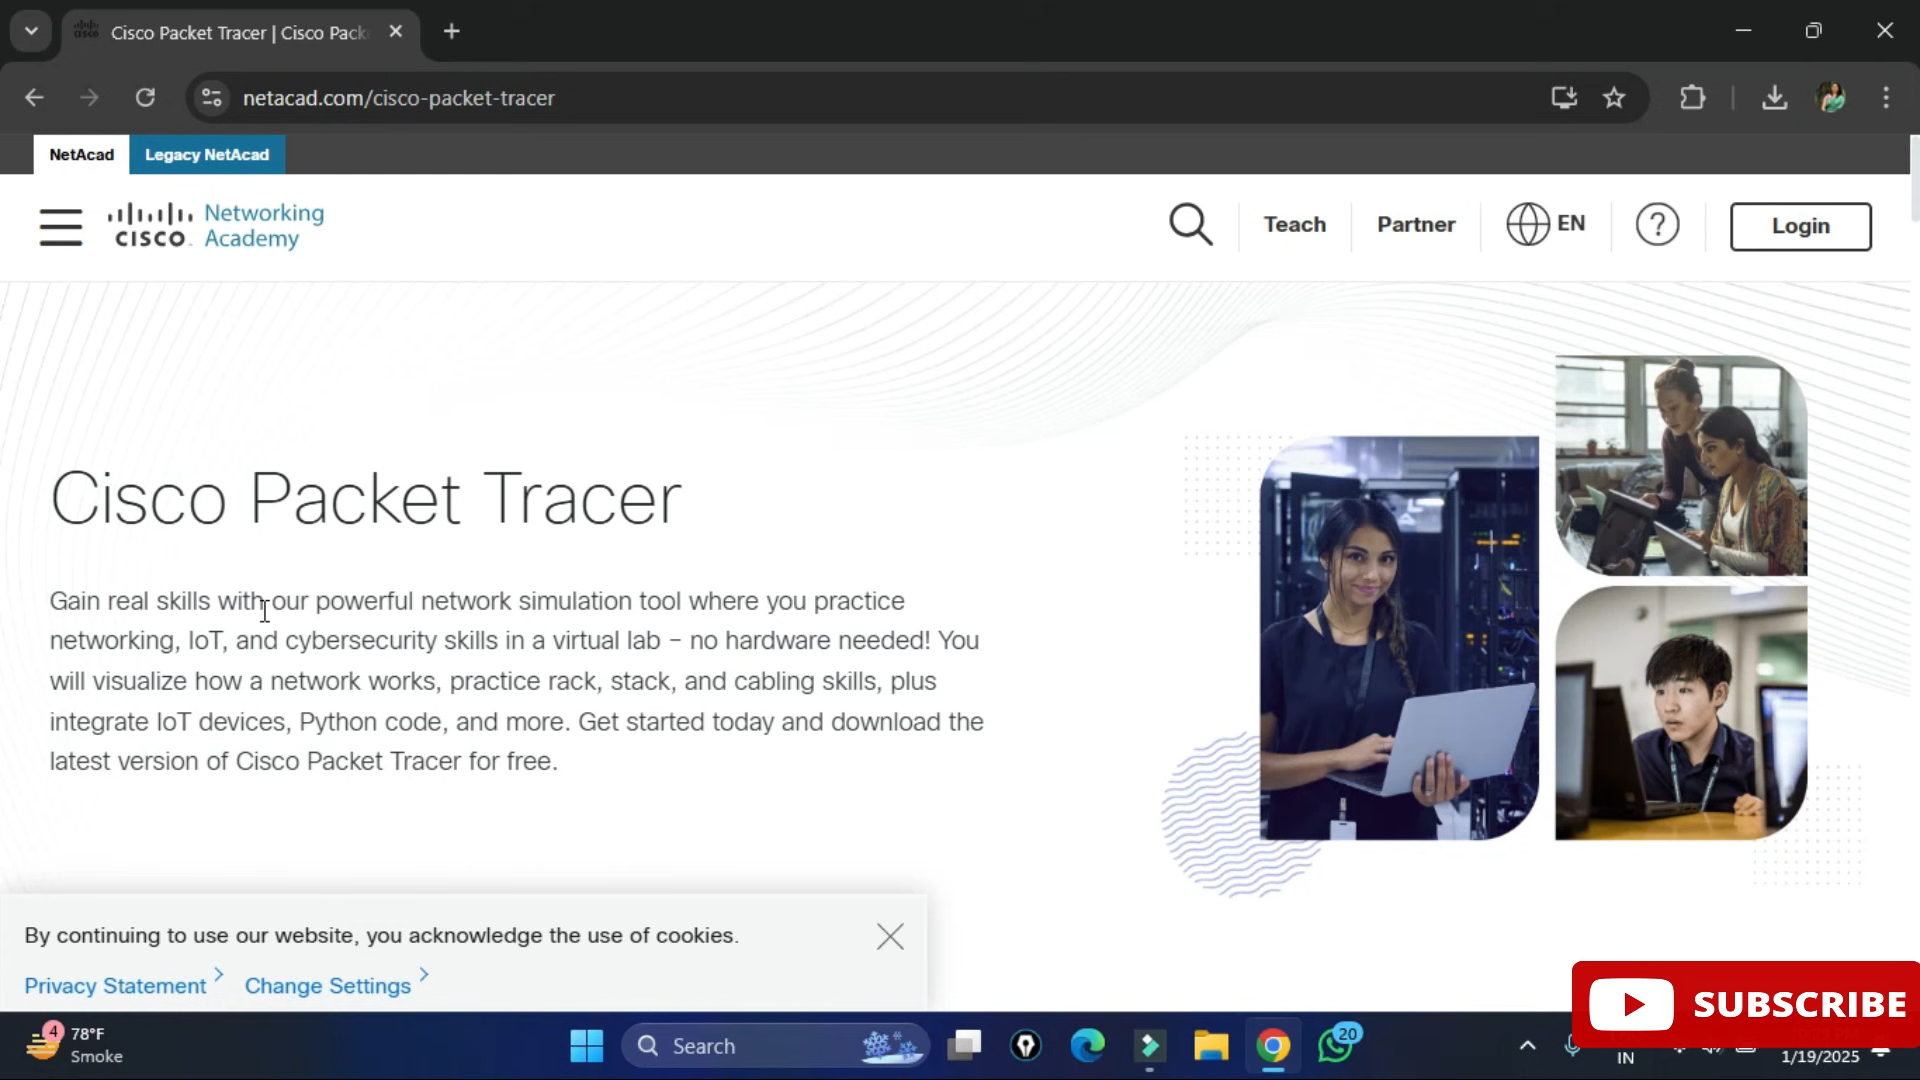 Cisco Packet Tracer | Cisco Pack
netacad.com/cisco-packet-tracer
NetAcad
Legacy NetAcad
CISCO
Networking
Academy
Teach
Partner
EN
?
Login
Cisco Packet Tracer
Gain real skills with our powerful network simulation tool where you practice
networking, IoT, and cybersecurity skills in a virtual lab – no hardware needed! You
will visualize how a network works, practice rack, stack, and cabling skills, plus
integrate IoT devices, Python code, and more. Get started today and download the
latest version of Cisco Packet Tracer for free.
By continuing to use our website, you acknowledge the use of cookies.
Privacy Statement
Change Settings
SUBSCRIBE
4
78°F
Smoke
Search
20
IN
1/19/2025